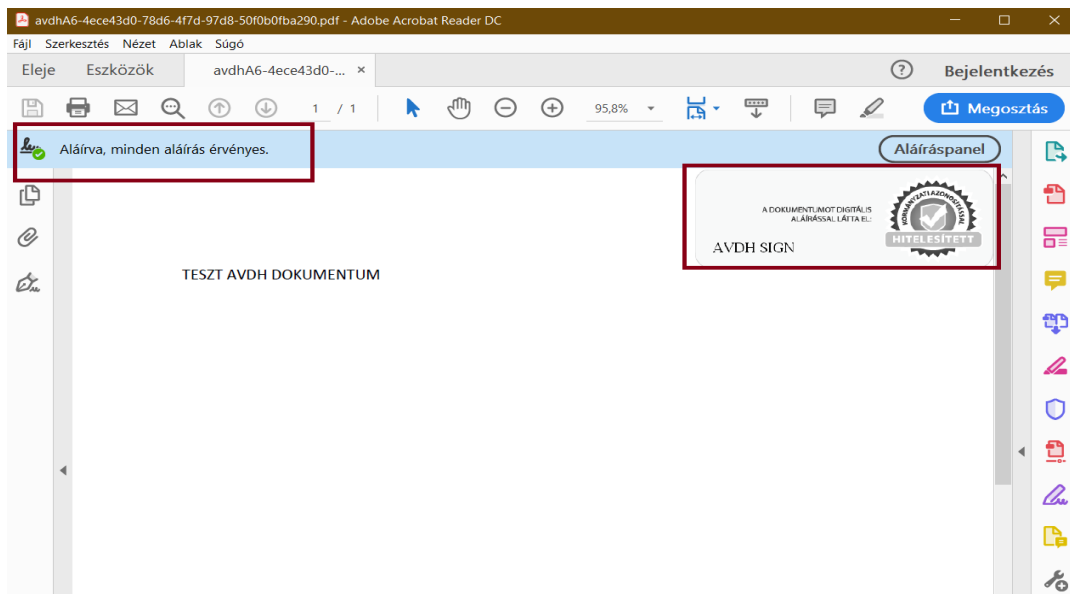 avdhA6-4ece43d0-78d6-4f7d-97d8-50f0b0fba290.pdf - Adobe Acrobat Reader DC
Fájl Szerkesztés Nézet Ablak Súgó
Eleje Eszközök avdhA6-4ece43d0-... × ? Bejelentkezés
1 / 1 95,8% Megosztás
Aláírva, minden aláírás érvényes. Aláíráspanel
A DOKUMENTUMOT DIGITÁLIS
ALÁÍRÁSSAL LÁTTA EL:
AVDH SIGN
KORMÁNYZATI AZONOSÍTÁSSAL
HITELESÍTETT
TESZT AVDH DOKUMENTUM